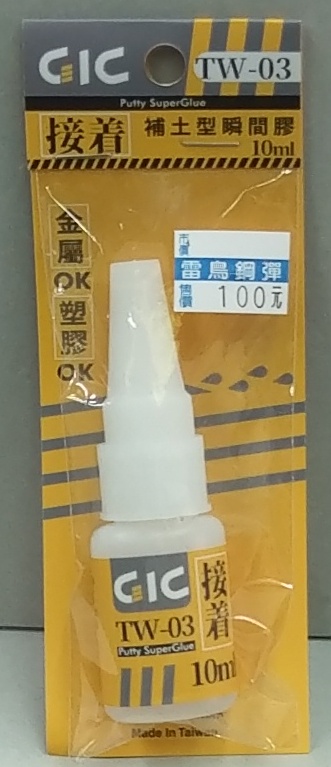 GIC
TW-03
Putty SuperGlue
接着 補土型瞬間膠
10ml
金屬
OK
塑膠
OK
市價
雷鳥鋼彈
售價 100元
GIC 接着
TW-03
Putty SuperGlue
10ml
Made In Taiwan